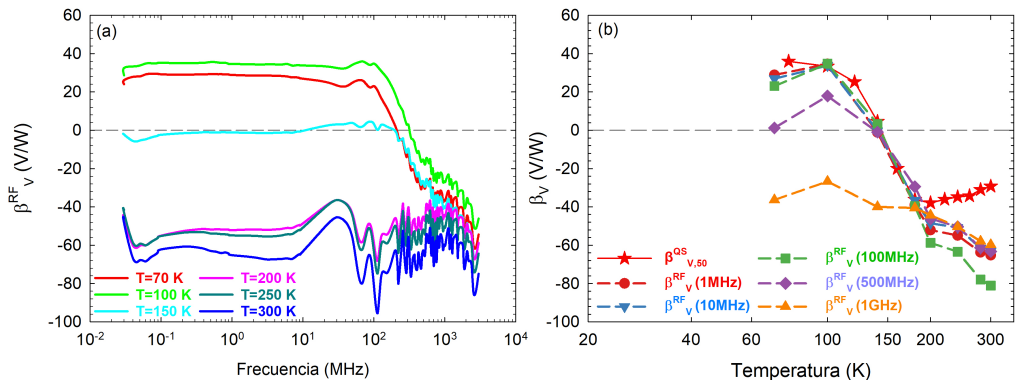 (a)
β^RF_V (V/W)
60
40
20
0
-20
-40
-60
-80
-100
T=70 K
T=100 K
T=150 K
T=200 K
T=250 K
T=300 K
10^-2 10^-1 10^0 10^1 10^2 10^3 10^4
Frecuencia (MHz)
(b)
β_V (V/W)
60
40
20
0
-20
-40
-60
-80
-100
β^QS_V,50
β^RF_V (1MHz)
β^RF_V (10MHz)
β^RF_V (100MHz)
β^RF_V (500MHz)
β^RF_V (1GHz)
20 100 200 300
Temperatura (K)